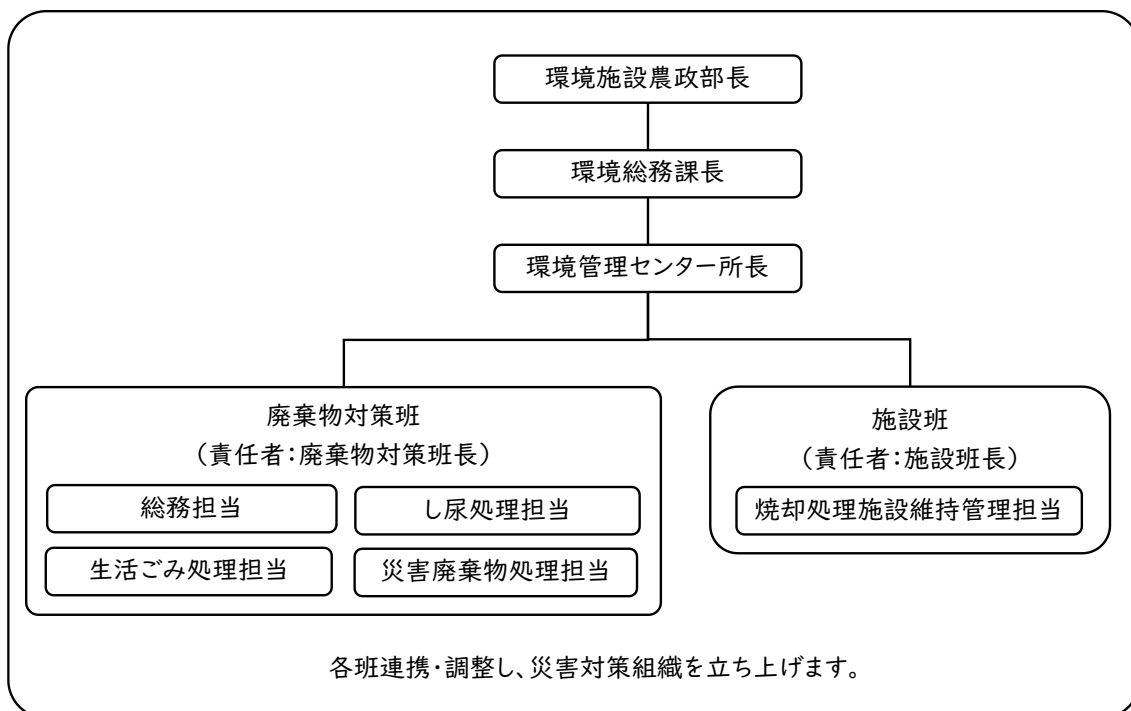 環境施設農政部長
環境総務課長
環境管理センター所長
廃棄物対策班
（責任者：廃棄物対策班長）
総務担当
し尿処理担当
生活ごみ処理担当
災害廃棄物処理担当
施設班
（責任者：施設班長）
焼却処理施設維持管理担当
各班連携・調整し、災害対策組織を立ち上げます。